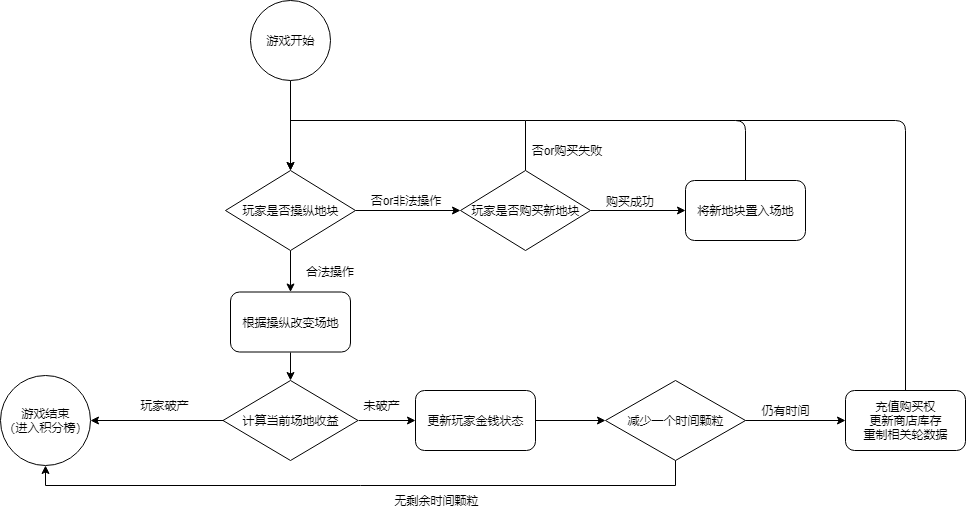 游戏开始
否or购买失败
玩家是否操纵地块
否or非法操作
玩家是否购买新地块
购买成功
将新地块置入场地
合法操作
根据操纵改变场地
游戏结束
(进入积分榜)
玩家破产
计算当前场地收益
未破产
更新玩家金钱状态
减少一个时间颗粒
仍有时间
充值购买权
更新商店库存
重制相关轮数据
无剩余时间颗粒